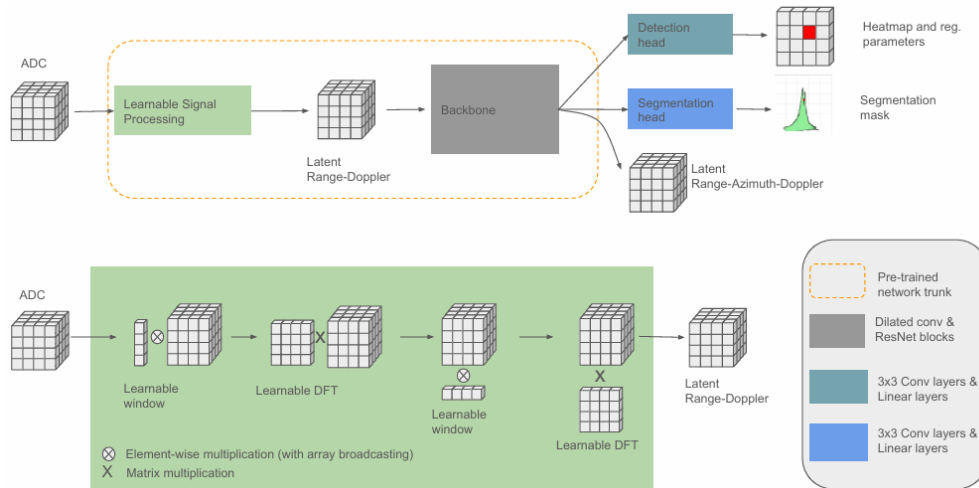 ADC
Learnable Signal
Processing
Latent
Range-Doppler
Backbone
Detection
head
Heatmap and reg.
parameters
Segmentation
head
Segmentation
mask
Latent
Range-Azimuth-Doppler
ADC
Learnable
window
X
Learnable DFT
Learnable
window
X
Learnable DFT
Latent
Range-Doppler
Element-wise multiplication (with array broadcasting)
X Matrix multiplication
Pre-trained
network trunk
Dilated conv &
ResNet blocks
3x3 Conv layers &
Linear layers
3x3 Conv layers &
Linear layers